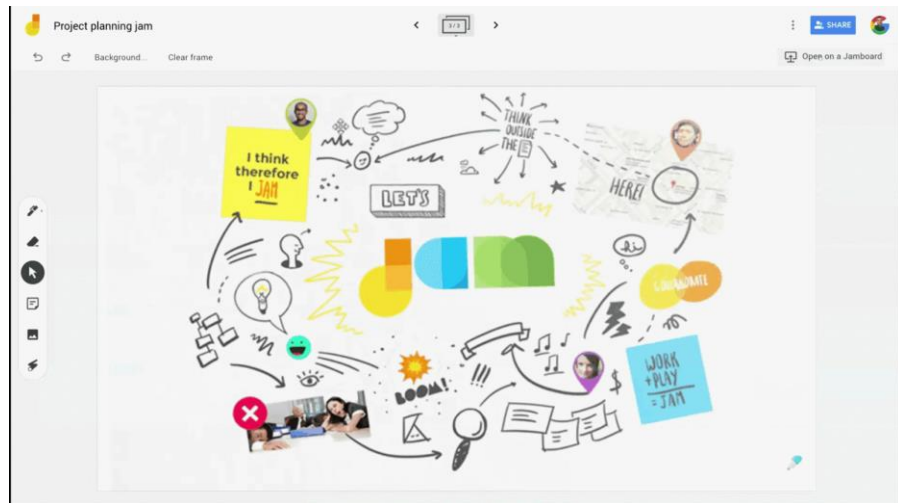 Project planning jam
3/3
SHARE
Background...
Clear frame
Open on a Jamboard
I think
therefore
I JAM
THINK
OUTSIDE
THE
HERE!
LET'S
Jam
hi
BOOM!
WORK
+PLAY
= JAM
$